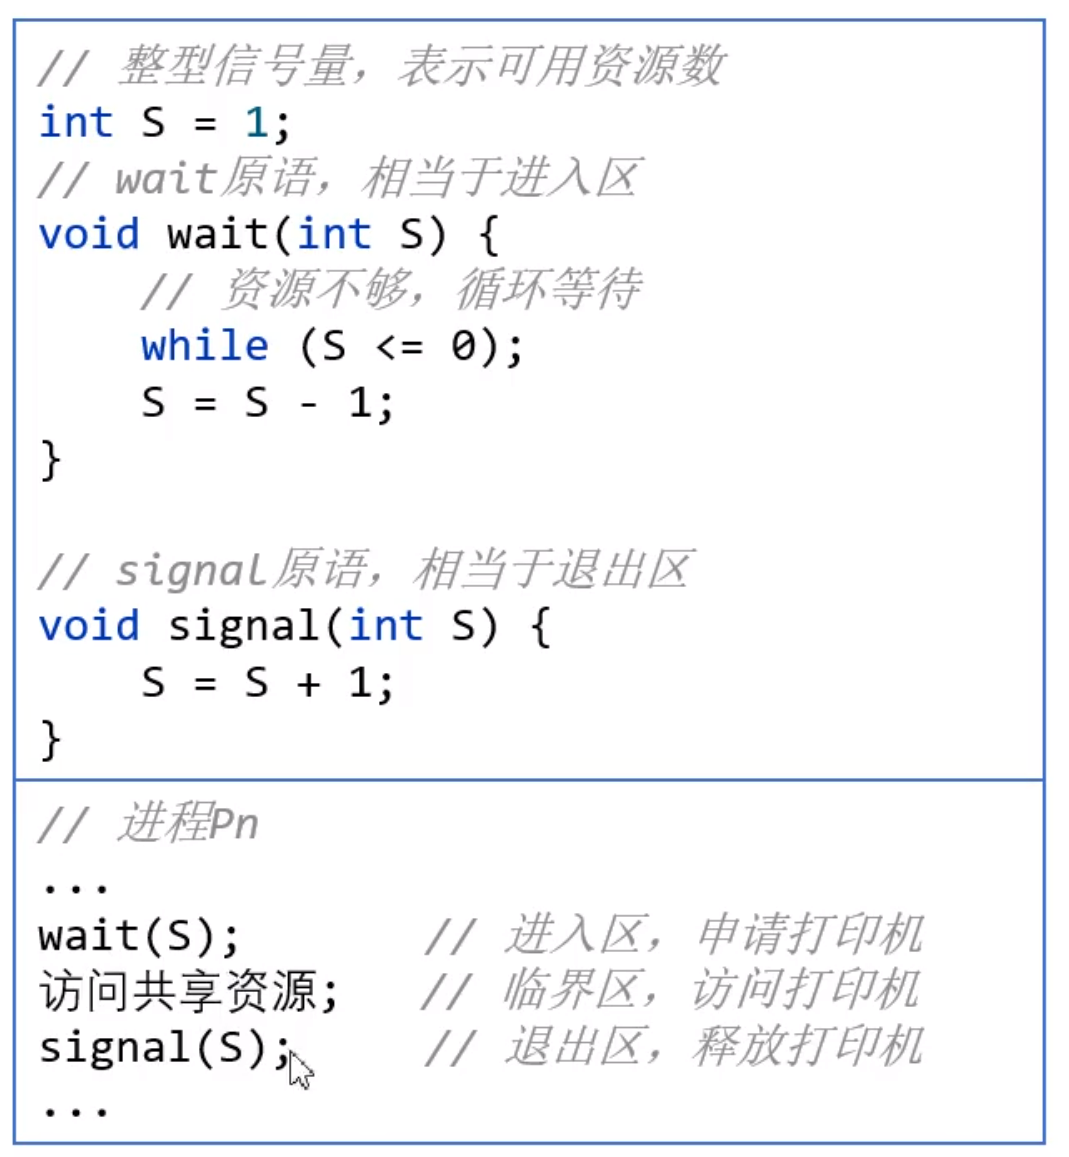 // 整型信号量，表示可用资源数
int S = 1;
// wait原语，相当于进入区
void wait(int S) {
    // 资源不够，循环等待
    while (S <= 0);
    S = S - 1;
}
// signal原语，相当于退出区
void signal(int S) {
    S = S + 1;
}
// 进程Pn
...
wait(S); // 进入区，申请打印机
访问共享资源; // 临界区，访问打印机
signal(S); // 退出区，释放打印机
...